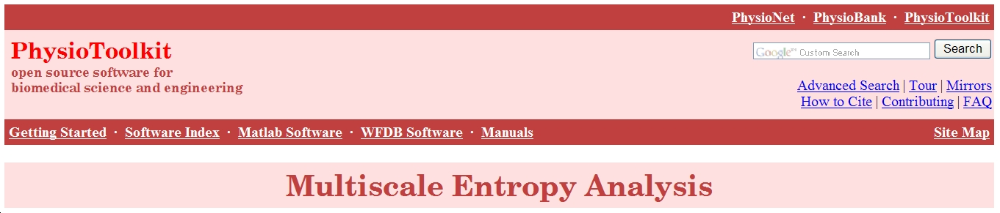 PhysioNet · PhysioBank · PhysioToolkit
PhysioToolkit
open source software for
biomedical science and engineering
Google™ Custom Search Search
Advanced Search | Tour | Mirrors
How to Cite | Contributing | FAQ
Getting Started · Software Index · Matlab Software · WFDB Software · Manuals Site Map
Multiscale Entropy Analysis